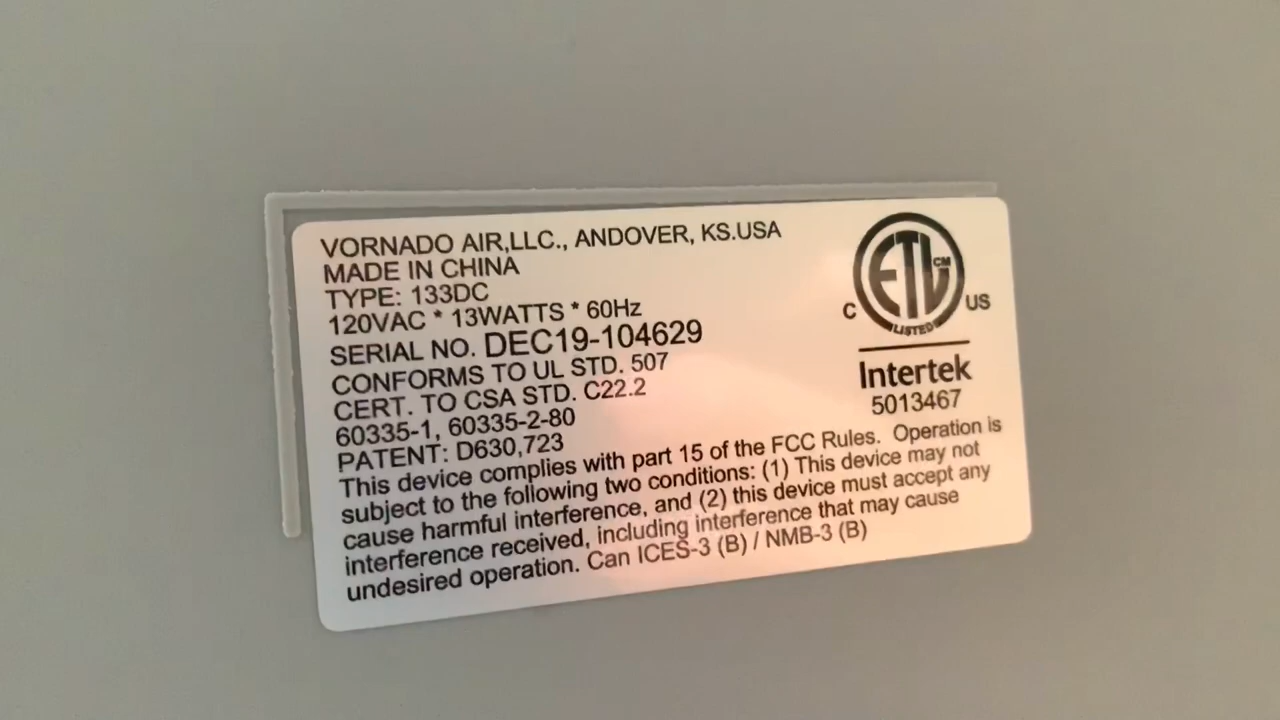 VORNADO AIR,LLC., ANDOVER, KS.USA
MADE IN CHINA
TYPE: 133DC
120VAC * 13WATTS * 60Hz
SERIAL NO. DEC19-104629
CONFORMS TO UL STD. 507
CERT. TO CSA STD. C22.2
60335-1, 60335-2-80
PATENT: D630,723
This device complies with part 15 of the FCC Rules. Operation is
subject to the following two conditions: (1) This device may not
cause harmful interference, and (2) this device must accept any
interference received, including interference that may cause
undesired operation. Can ICES-3 (B) / NMB-3 (B)
ETL CM
C LISTED US
Intertek
5013467